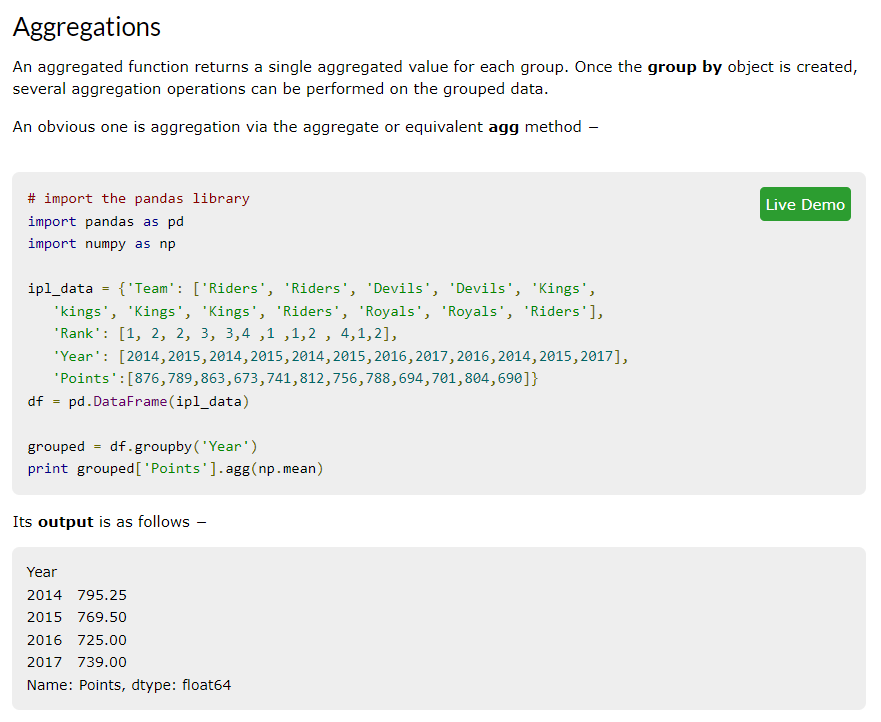 Aggregations
An aggregated function returns a single aggregated value for each group. Once the group by object is created,
several aggregation operations can be performed on the grouped data.
An obvious one is aggregation via the aggregate or equivalent agg method −
Live Demo
# import the pandas library
import pandas as pd
import numpy as np
ipl_data = {'Team': ['Riders', 'Riders', 'Devils', 'Devils', 'Kings',
   'kings', 'Kings', 'Kings', 'Riders', 'Royals', 'Royals', 'Riders'],
   'Rank': [1, 2, 2, 3, 3,4 ,1 ,1,2 , 4,1,2],
   'Year': [2014,2015,2014,2015,2014,2015,2016,2017,2016,2014,2015,2017],
   'Points':[876,789,863,673,741,812,756,788,694,701,804,690]}
df = pd.DataFrame(ipl_data)
grouped = df.groupby('Year')
print grouped['Points'].agg(np.mean)
Its output is as follows −
Year
2014 795.25
2015 769.50
2016 725.00
2017 739.00
Name: Points, dtype: float64